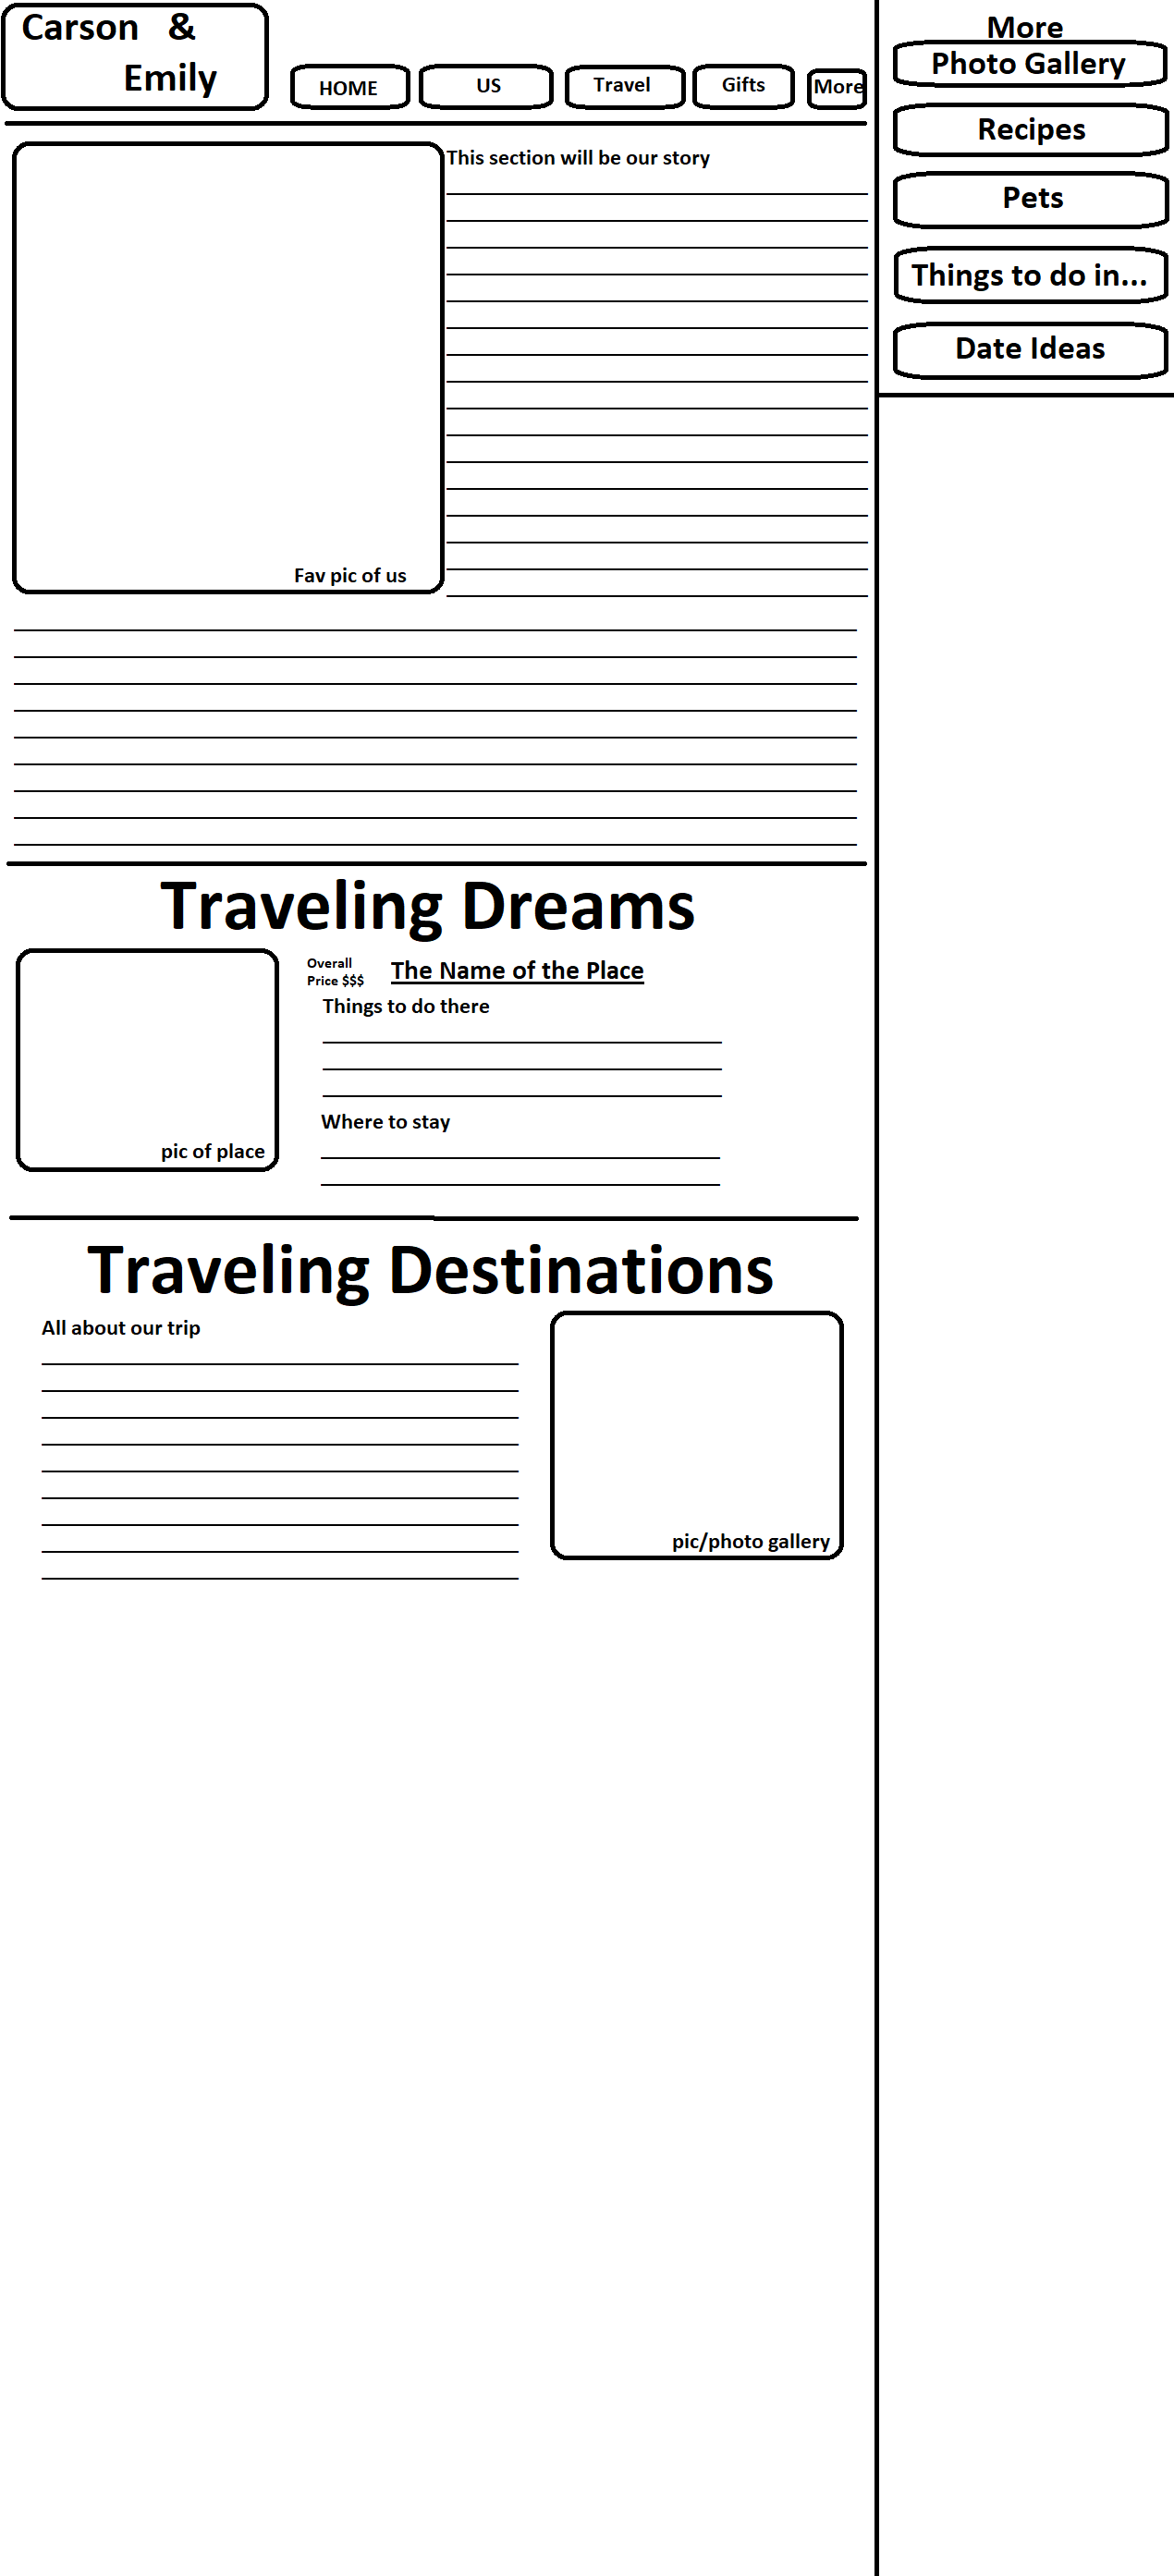 Carson &
Emily
HOME
US
Travel
Gifts
More
This section will be our story
Fav pic of us
Traveling Dreams
Overall
Price $$$
The Name of the Place
Things to do there
Where to stay
pic of place
Traveling Destinations
All about our trip
pic/photo gallery
More
Photo Gallery
Recipes
Pets
Things to do in...
Date Ideas